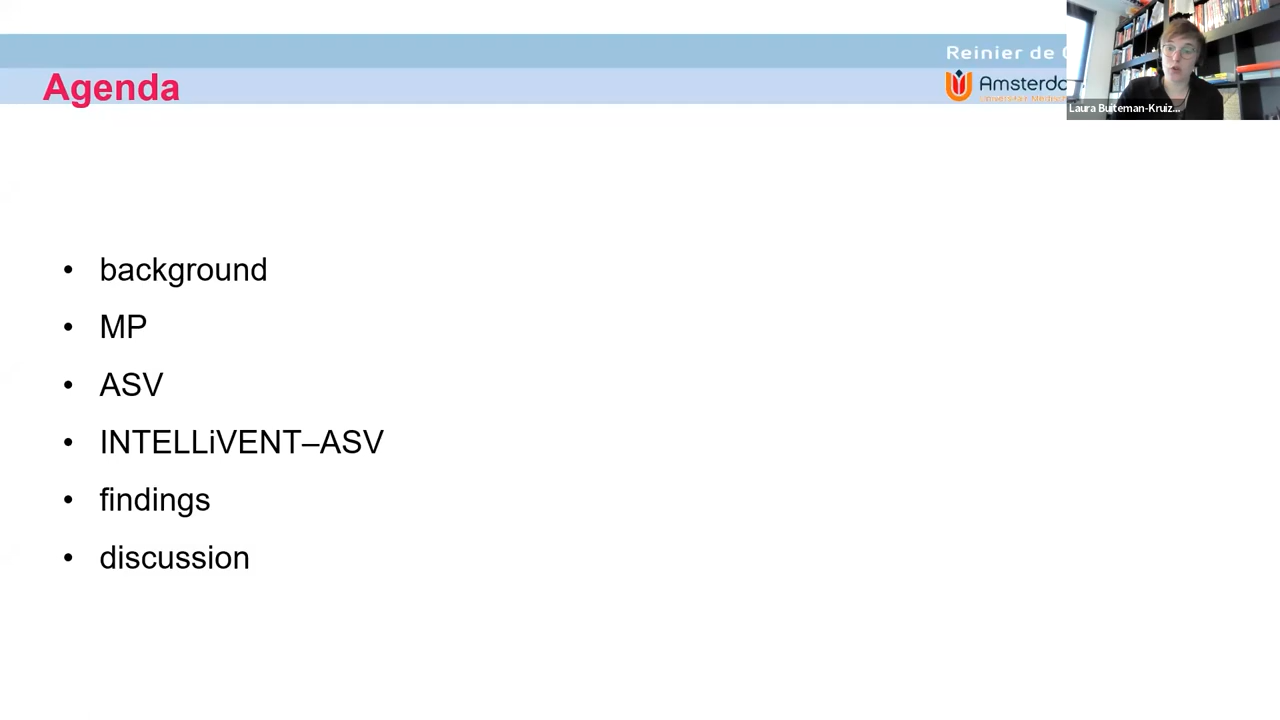 Reinier de
Agenda
Amsterda
Laura Buiteman-Kruiz...
• background
• MP
• ASV
• INTELLiVENT–ASV
• findings
• discussion